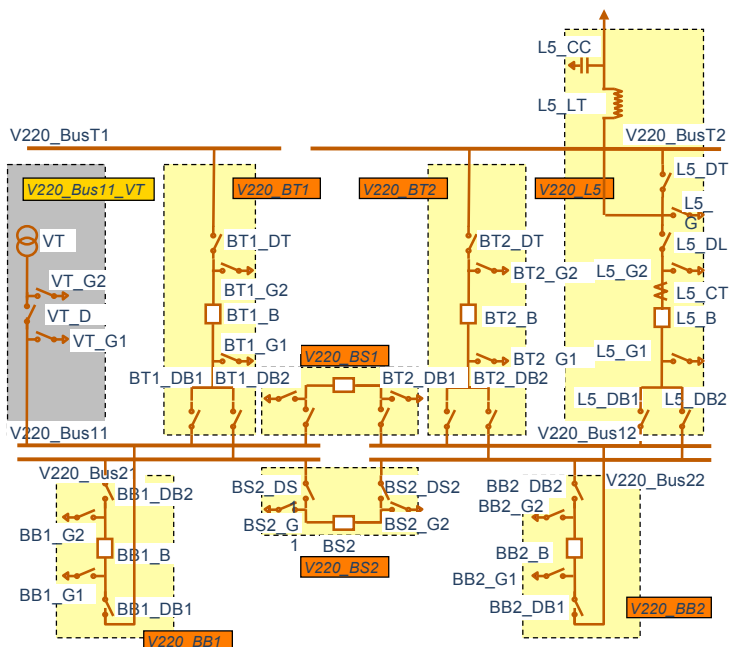 L5_CC
L5_LT
V220_BusT1
V220_BusT2
V220_Bus11_VT
V220_BT1
V220_BT2
V220_L5
L5_DT
L5_
G
VT
BT1_DT
BT2_DT
L5_DL
VT_G2
BT1_G2
BT2_G2
L5_G2
L5_CT
VT_D
BT1_B
BT2_B
L5_B
VT_G1
BT1_G1
V220_BS1
BT2_G1
L5_G1
BT1_DB1
BT1_DB2
BT2_DB1
BT2_DB2
L5_DB1
L5_DB2
V220_Bus11
V220_Bus12
V220_Bus21
V220_Bus22
BB1_DB2
BS2_DS
1
BS2_DS2
BB2_DB2
BB1_G2
BS2_G
1
BS2_G2
BB2_G2
BB1_B
BS2
BB2_B
V220_BS2
BB1_G1
BB2_G1
BB1_DB1
BB2_DB1
V220_BB2
V220_BB1